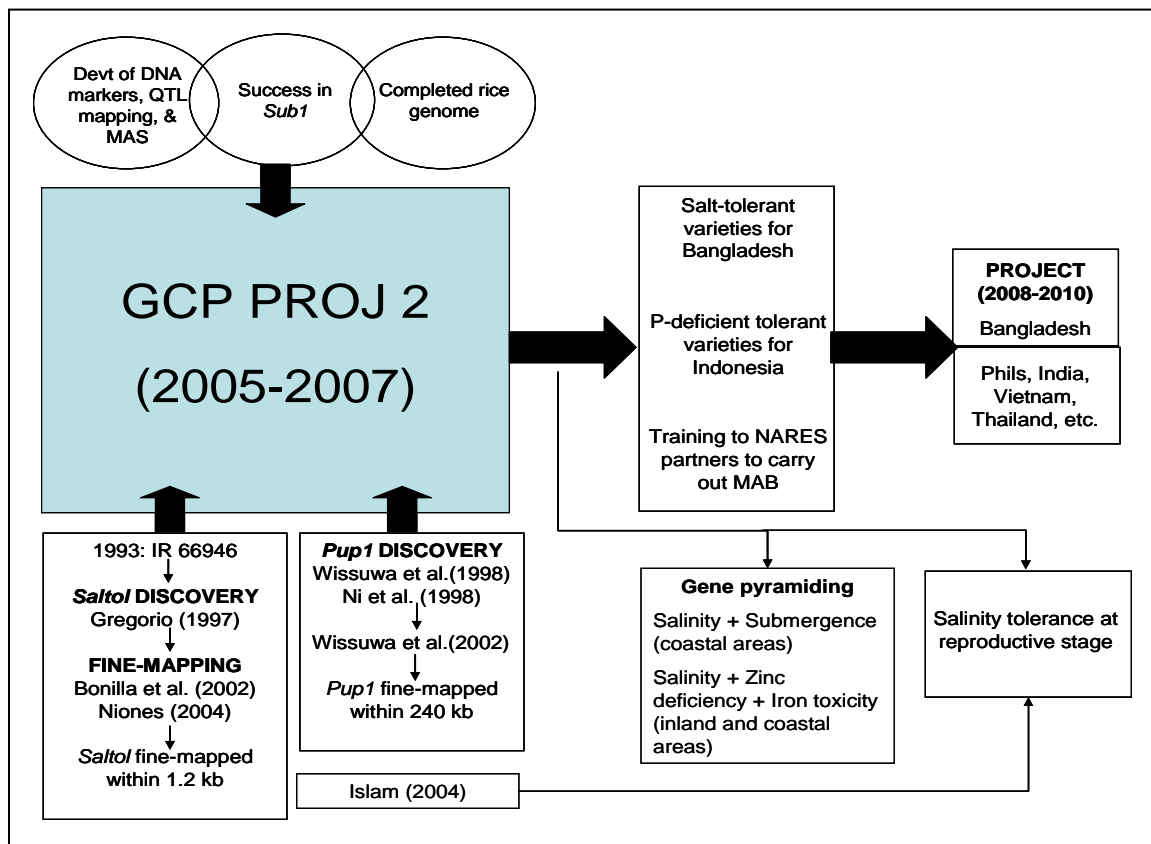 Devt of DNA
markers, QTL
mapping, &
MAS
Success in
Sub1
Completed rice
genome
GCP PROJ 2
(2005-2007)
Salt-tolerant
varieties for
Bangladesh
P-deficient tolerant
varieties for
Indonesia
Training to NARES
partners to carry
out MAB
PROJECT
(2008-2010)
Bangladesh
Phils, India,
Vietnam,
Thailand, etc.
1993: IR 66946
Saltol DISCOVERY
Gregorio (1997)
FINE-MAPPING
Bonilla et al. (2002)
Niones (2004)
Saltol fine-mapped
within 1.2 kb
Pup1 DISCOVERY
Wissuwa et al.(1998)
Ni et al. (1998)
Wissuwa et al.(2002)
Pup1 fine-mapped
within 240 kb
Islam (2004)
Gene pyramiding
Salinity + Submergence
(coastal areas)
Salinity + Zinc
deficiency + Iron toxicity
(inland and coastal
areas)
Salinity tolerance at
reproductive stage